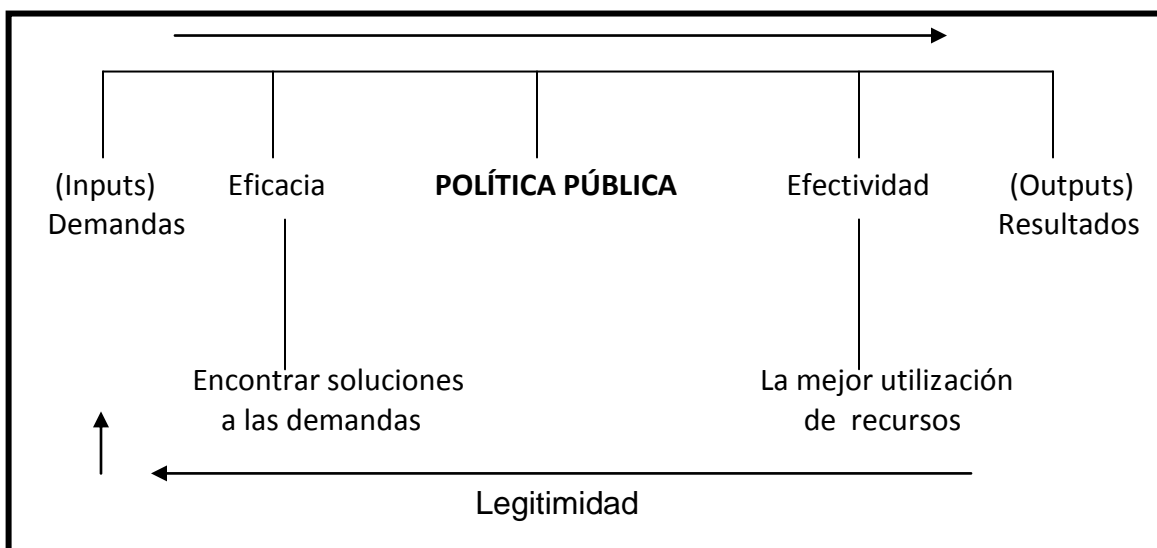 (Inputs)
Demandas
Eficacia
POLÍTICA PÚBLICA
Efectividad
(Outputs)
Resultados
Encontrar soluciones
a las demandas
La mejor utilización
de recursos
Legitimidad